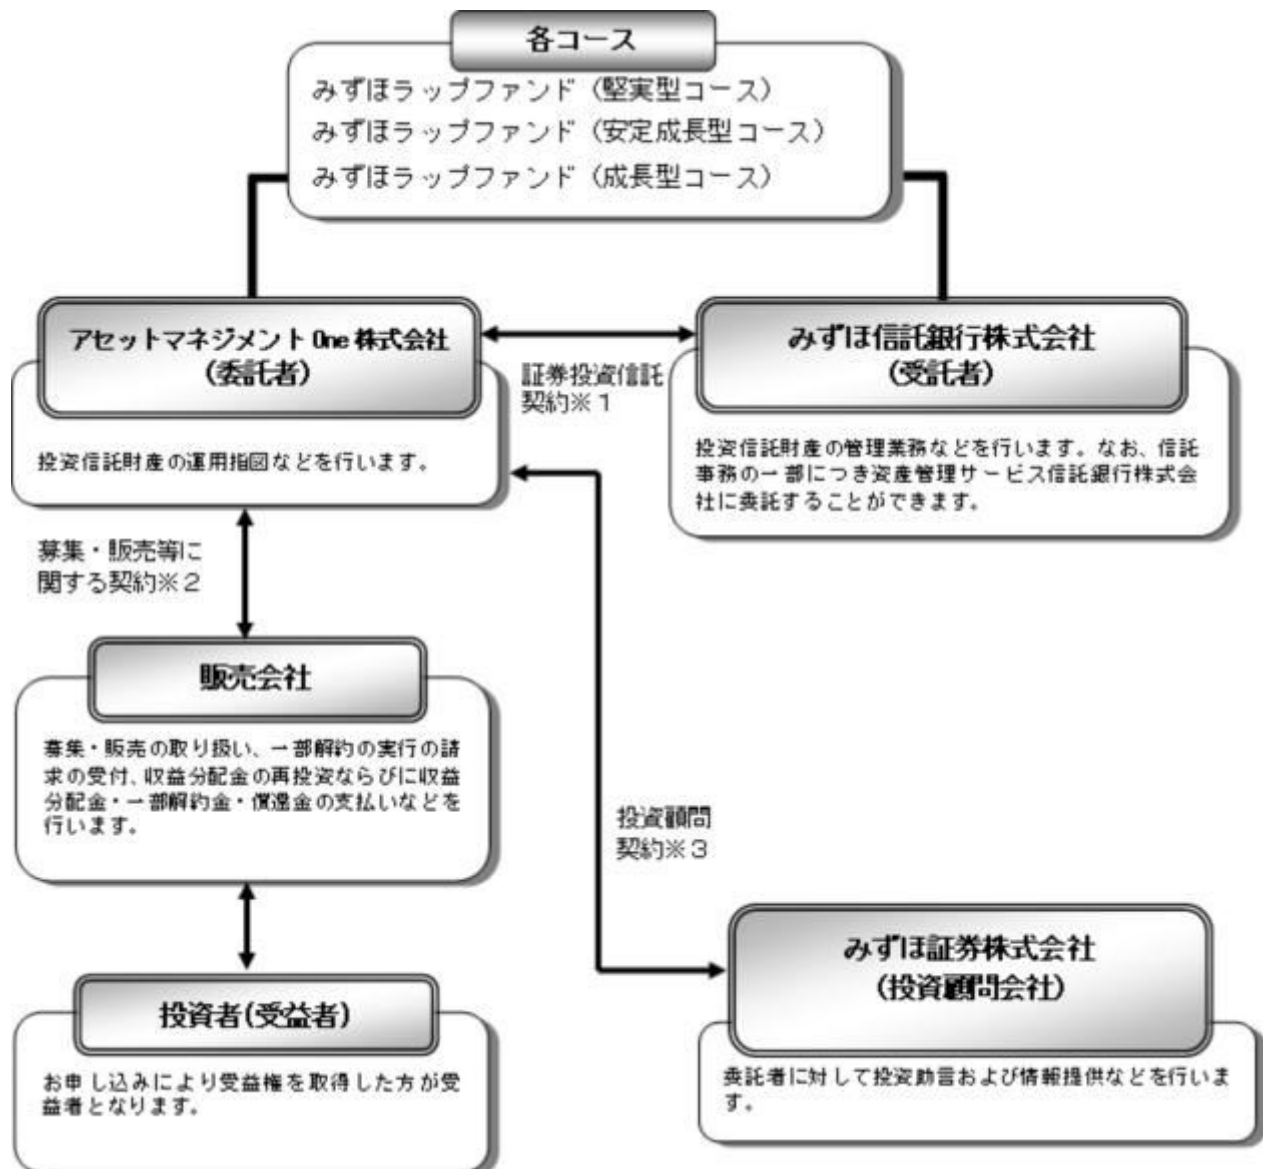 各コース
みずほラップファンド（堅実型コース）
みずほラップファンド（安定成長型コース）
みずほラップファンド（成長型コース）
アセットマネジメント One 株式会社
（委託者）
投資信託財産の運用指図などを行います。
証券投資信託
契約※１
みずほ信託銀行株式会社
（受託者）
投資信託財産の管理業務などを行います。なお、信託
事務の一部につき資産管理サービス信託銀行株式会
社に委託することができます。
募集・販売等に
関する契約※２
販売会社
募集・販売の取り扱い、一部解約の実行の請
求の受付、収益分配金の再投資ならびに収益
分配金・一部解約金・償還金の支払いなどを
行います。
投資顧問
契約※３
みずほ証券株式会社
（投資顧問会社）
委託者に対して投資助言および情報提供などを行いま
す。
投資者（受益者）
お申し込みにより受益権を取得した方が受
益者となります。